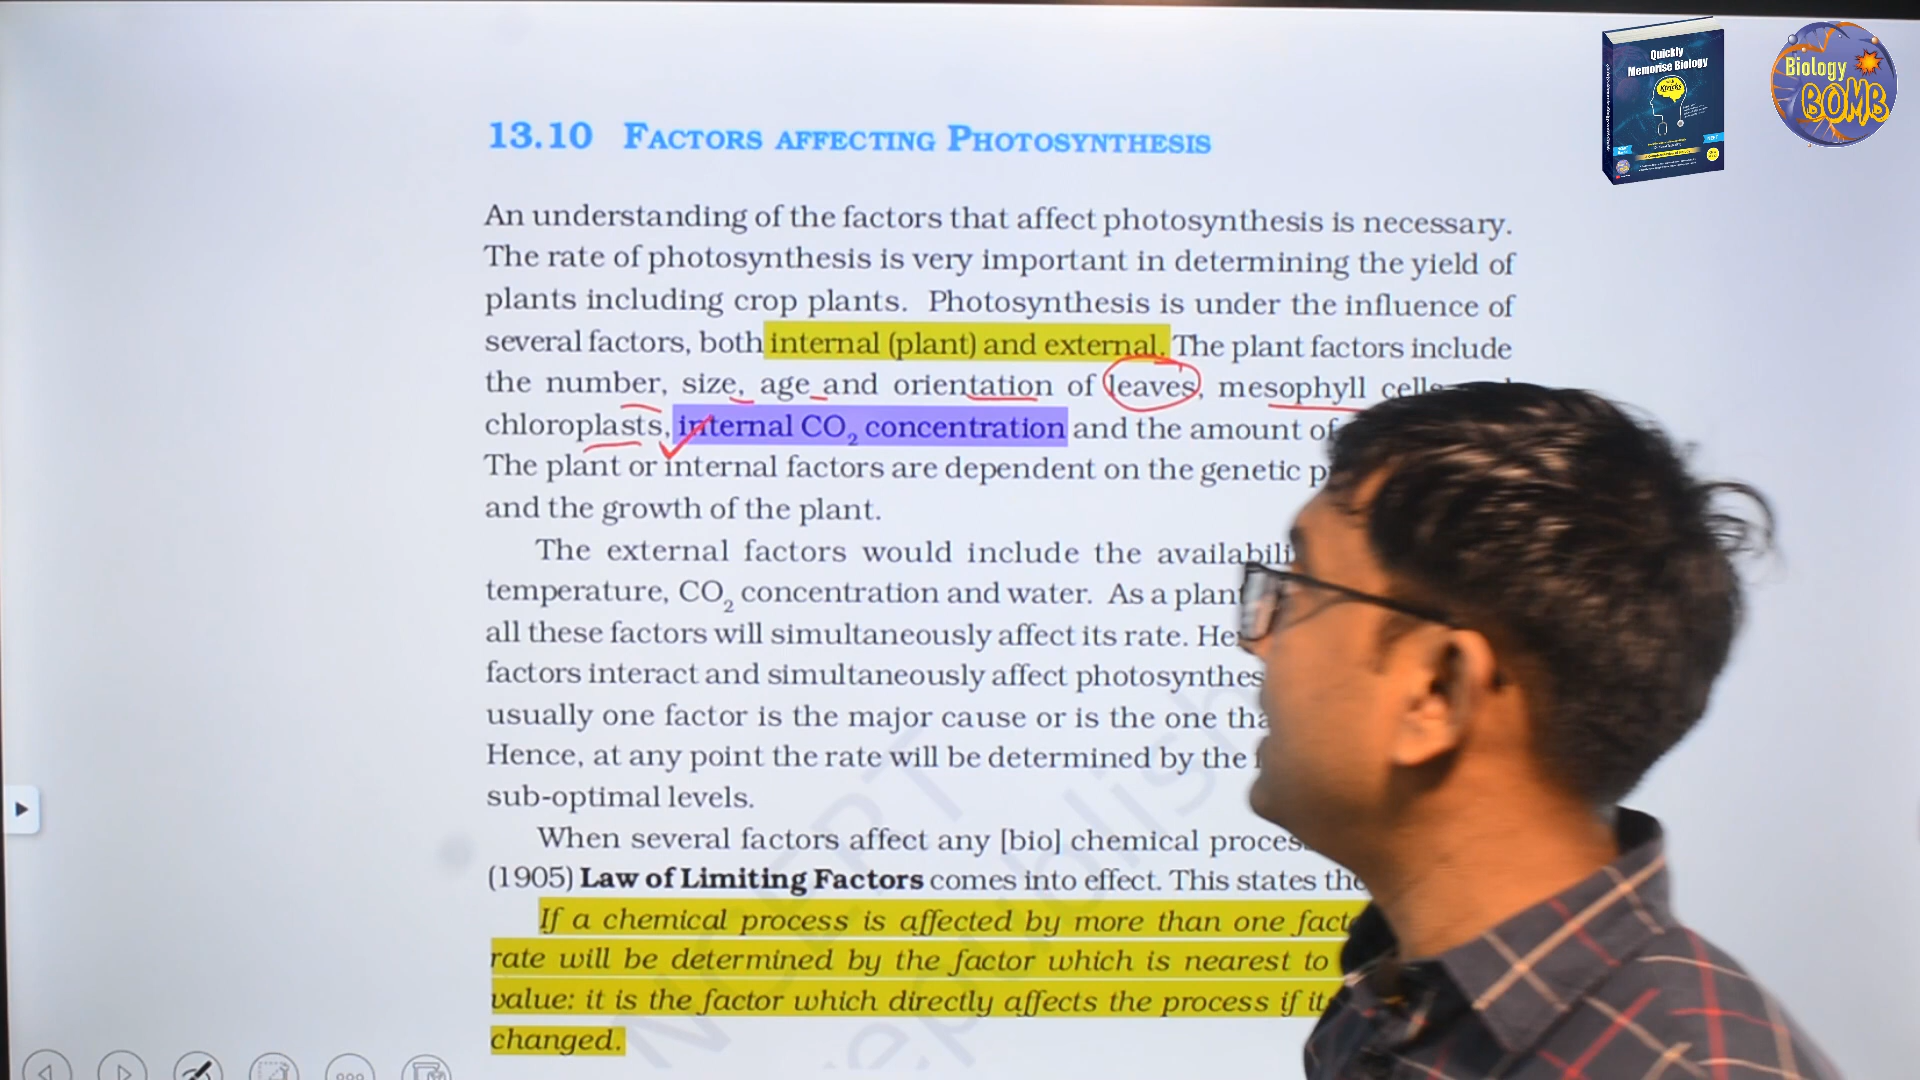 Quickly
Memorise Biology
Biology
BOMB
13.10 FACTORS AFFECTING PHOTOSYNTHESIS
An understanding of the factors that affect photosynthesis is necessary.
The rate of photosynthesis is very important in determining the yield of
plants including crop plants. Photosynthesis is under the influence of
several factors, both internal (plant) and external. The plant factors include
the number, size, age and orientation of leaves, mesophyll cells
chloroplasts, internal CO₂ concentration and the amount of
The plant or internal factors are dependent on the genetic
and the growth of the plant.
The external factors would include the
temperature, CO₂ concentration and water. As a plant
all these factors will simultaneously affect its rate.
factors interact and simultaneously affect
usually one factor is the major cause or is the one
Hence, at any point the rate will be determined by the
sub-optimal levels.
When several factors affect any [bio] chemical
(1905) Law of Limiting Factors comes into effect. This states
If a chemical process is affected by more than one
rate will be determined by the factor which is nearest to
value: it is the factor which directly affects the process if
changed.
NCERT